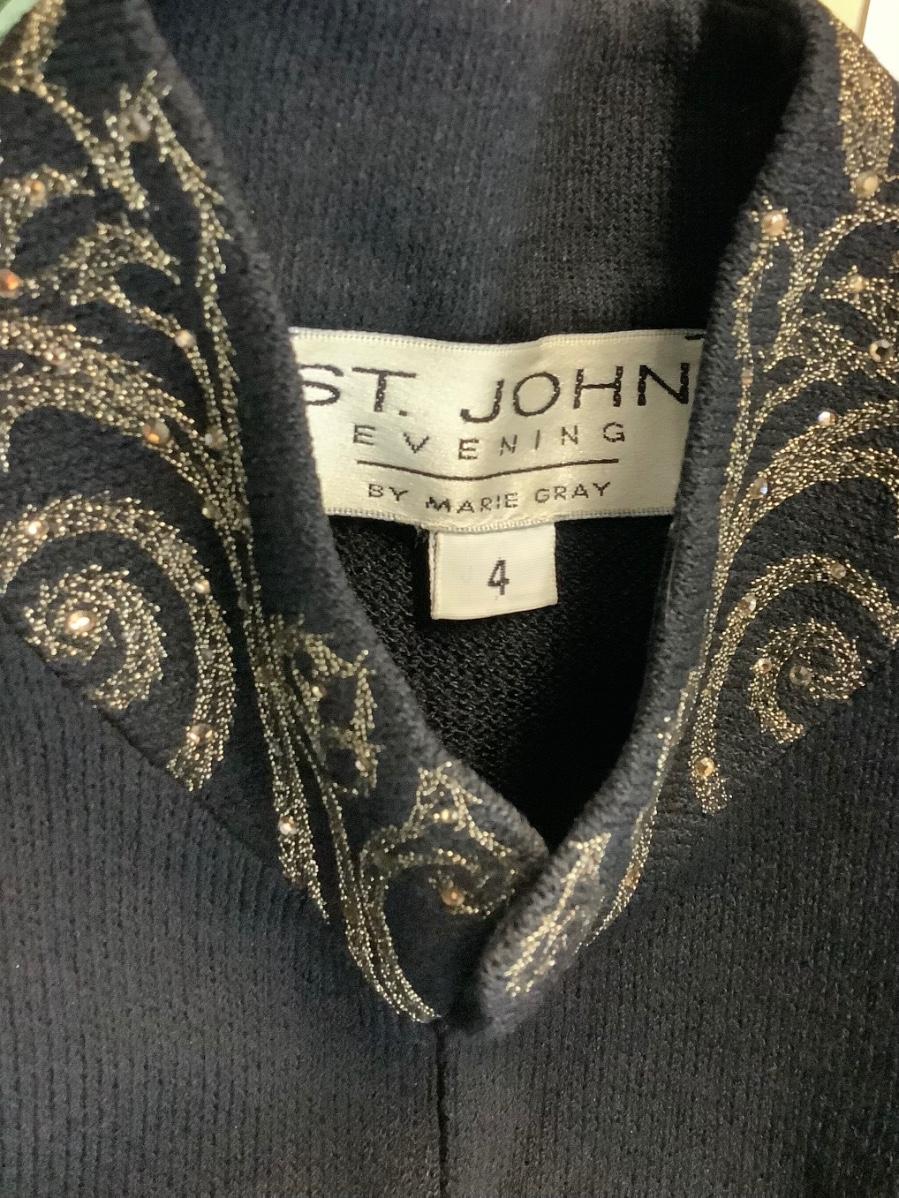 ST. JOHN
EVENING
BY MARIE GRAY
4